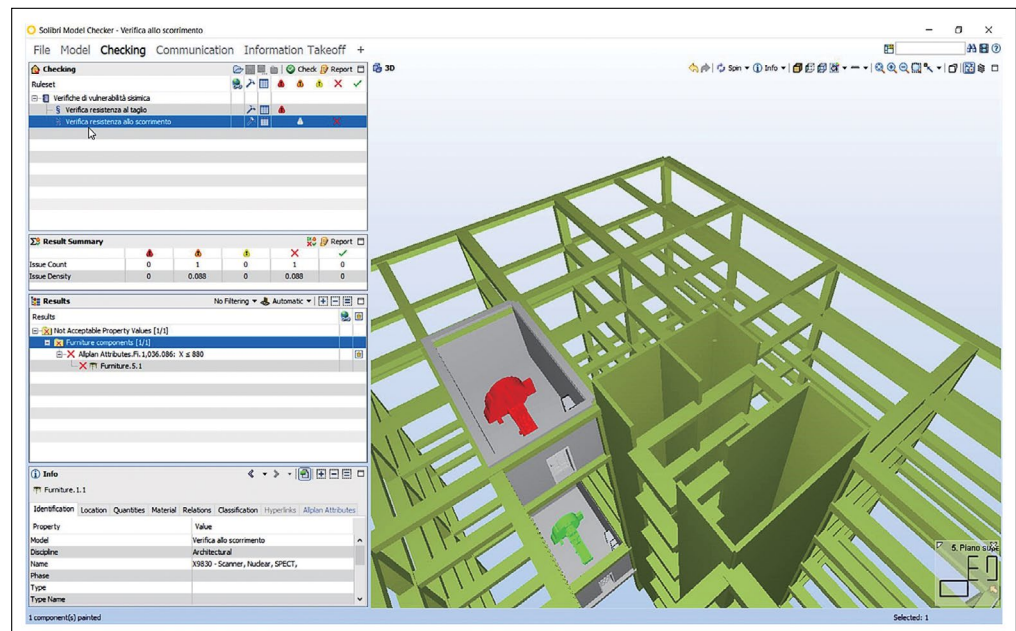 Solibri Model Checker - Verifica allo scorrimento
File Model Checking Communication Information Takeoff +
Checking Check Report
3D Spin Info
Ruleset
Verifiche di vulnerabilità sisimica
§ Verifica resistenza al taglio
§ Verifica resistenza allo scorrimento
Result Summary Report
Issue Count 0 1 0 1 0
Issue Density 0 0.088 0 0.088 0
Results No Filtering Automatic
Results
Not Acceptable Property Values [1/1]
Furniture components [1/1]
Allplan Attributes.Fi.1,036.086: X ≤ 880
Furniture.5.1
Info
Furniture.1.1
Identification Location Quantities Material Relations Classification Hyperlinks Allplan Attributes
Property Value
Model Verifica allo scorrimento
Discipline Architectural
Name X9830 - Scanner, Nuclear, SPECT,
Phase
Type
Type Name
5. Piano supe
1 component(s) painted Selected: 1